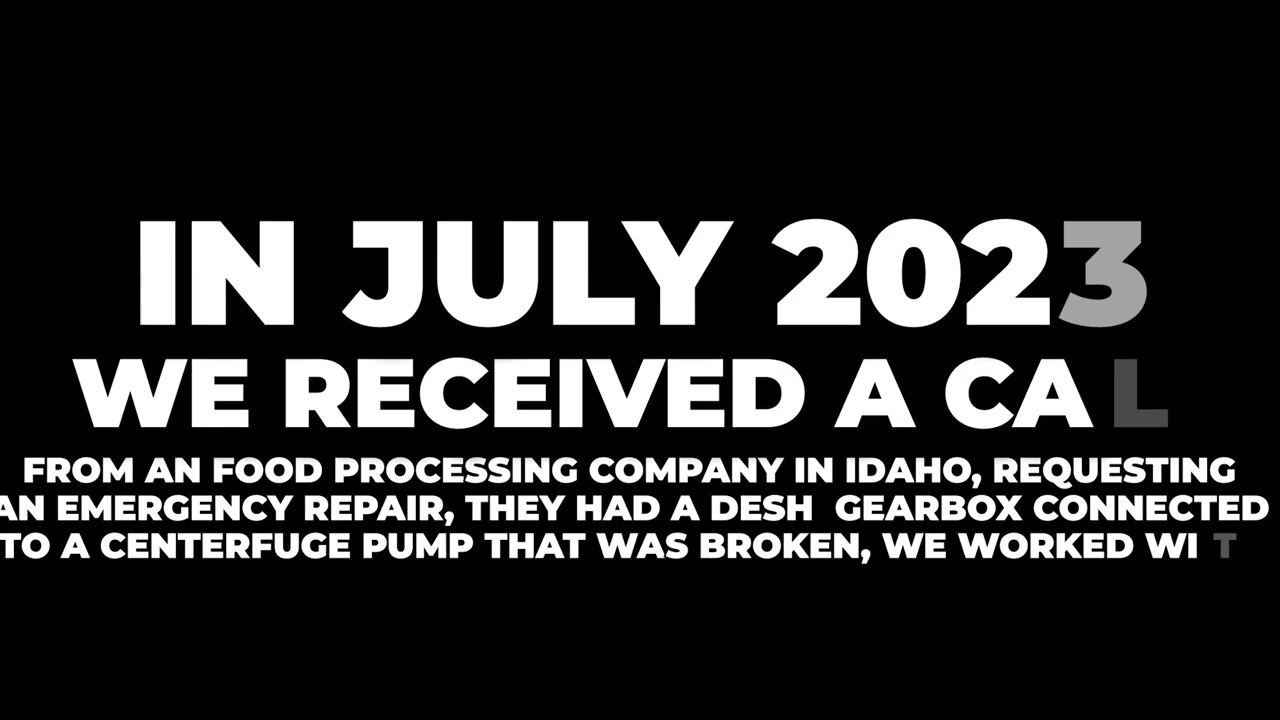 IN JULY 2023
WE RECEIVED A CA L
FROM AN FOOD PROCESSING COMPANY IN IDAHO, REQUESTING
AN EMERGENCY REPAIR, THEY HAD A DESH GEARBOX CONNECTED
TO A CENTERFUGE PUMP THAT WAS BROKEN, WE WORKED WI T